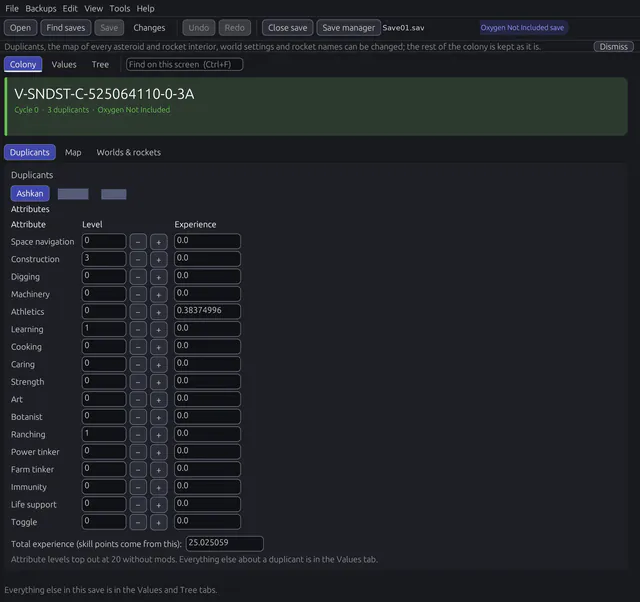 File Backups Edit View Tools Help
Open Find saves Save Changes Undo Redo Close save Save manager Save01.sav Oxygen Not Included save
Duplicants, the map of every asteroid and rocket interior, world settings and rocket names can be changed; the rest of the colony is kept as it is. Dismiss
Colony Values Tree Find on this screen (Ctrl+F)
V-SNDST-C-525064110-0-3A
Cycle 0 · 3 duplicants · Oxygen Not Included
Duplicants Map Worlds & rockets
Duplicants
Ashkan
Attributes
Attribute Level Experience
Space navigation 0 – + 0.0
Construction 3 – + 0.0
Digging 0 – + 0.0
Machinery 0 – + 0.0
Athletics 0 – + 0.38374996
Learning 1 – + 0.0
Cooking 0 – + 0.0
Caring 0 – + 0.0
Strength 0 – + 0.0
Art 0 – + 0.0
Botanist 0 – + 0.0
Ranching 1 – + 0.0
Power tinker 0 – + 0.0
Farm tinker 0 – + 0.0
Immunity 0 – + 0.0
Life support 0 – + 0.0
Toggle 0 – + 0.0
Total experience (skill points come from this): 25.025059
Attribute levels top out at 20 without mods. Everything else about a duplicant is in the Values tab.
Everything else in this save is in the Values and Tree tabs.